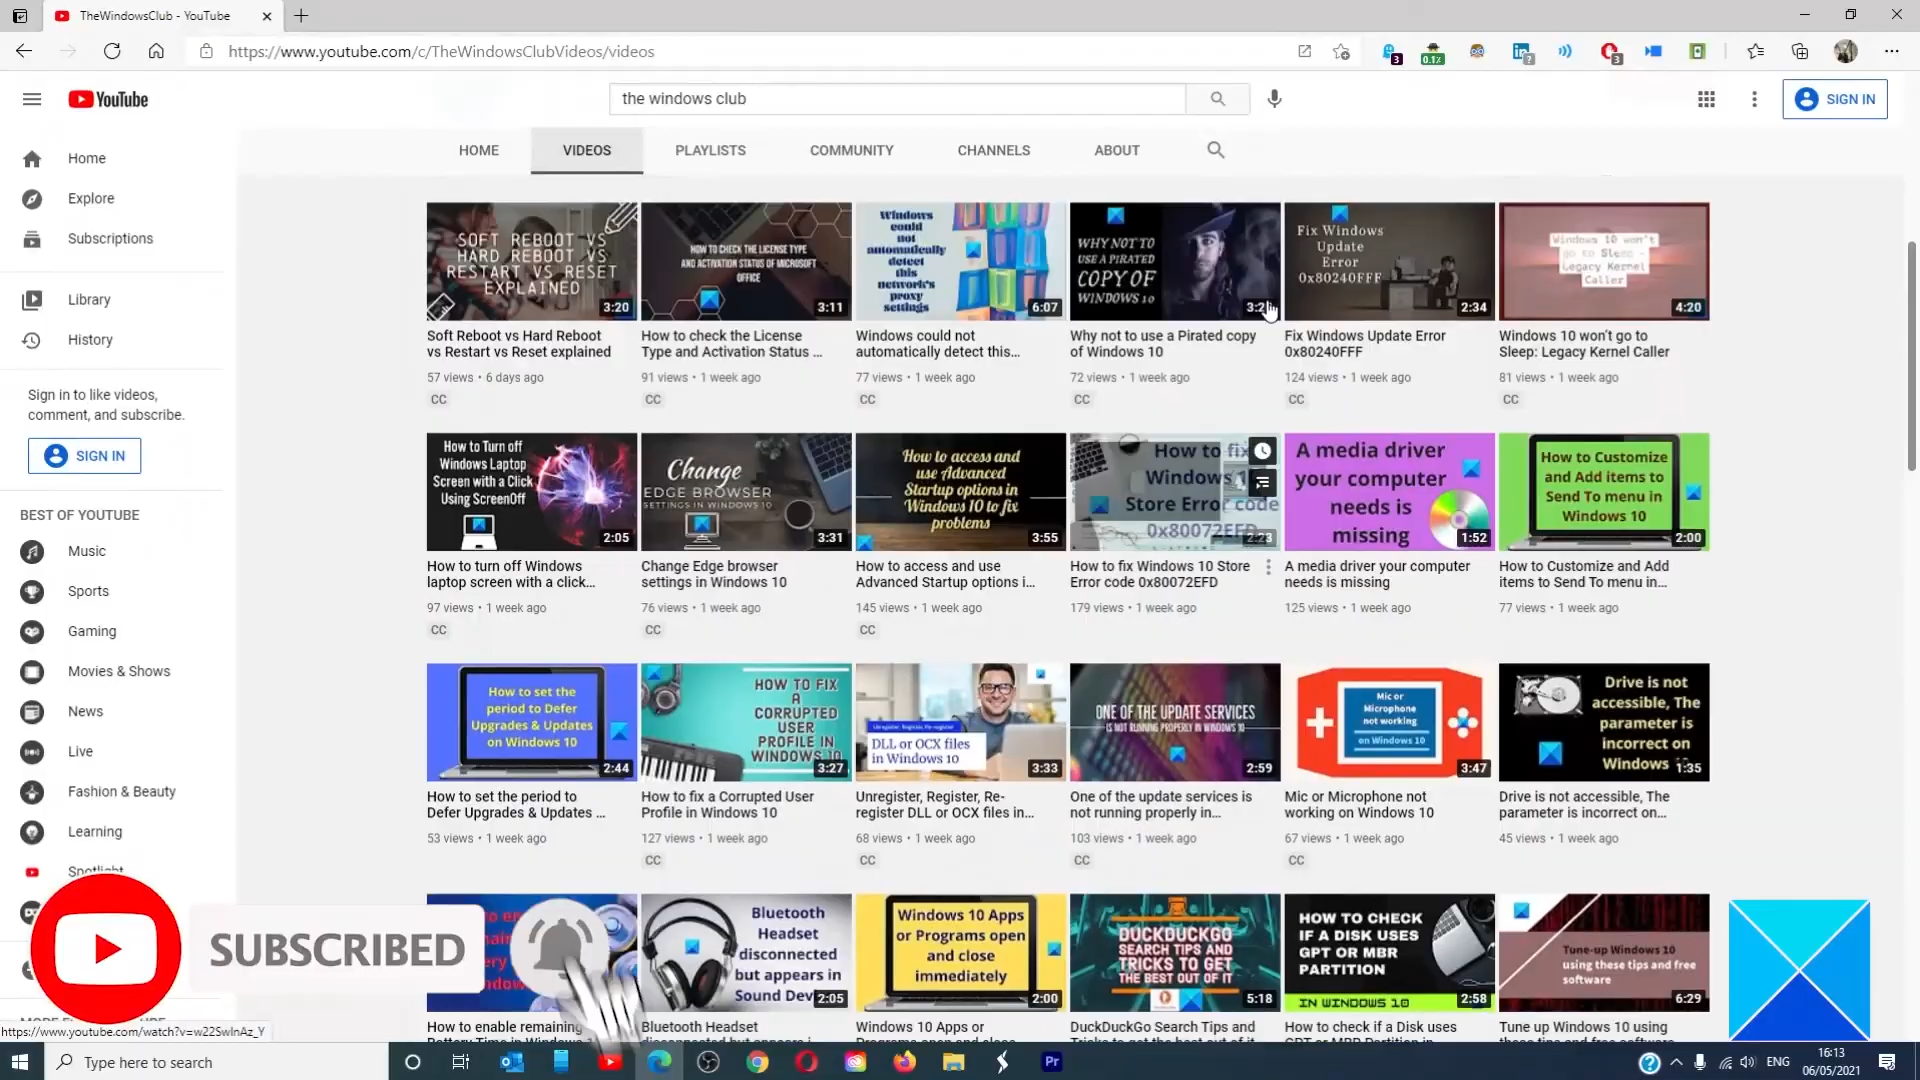 TheWindowsClub - YouTube
https://www.youtube.com/c/TheWindowsClubVideos/videos
3
0.1%
?
3
YouTube
the windows club
SIGN IN
HOME
VIDEOS
PLAYLISTS
COMMUNITY
CHANNELS
ABOUT
Home
Explore
Subscriptions
Library
History
Sign in to like videos,
comment, and subscribe.
SIGN IN
BEST OF YOUTUBE
Music
Sports
Gaming
Movies & Shows
News
Live
Fashion & Beauty
Learning
Spotlight
SOFT REBOOT VS
HARD REBOOT VS
RESTART VS RESET
EXPLAINED
3:20
Soft Reboot vs Hard Reboot
vs Restart vs Reset explained
57 views • 6 days ago
CC
HOW TO CHECK THE LICENSE TYPE
AND ACTIVATION STATUS OF MICROSOFT
OFFICE
3:11
How to check the License
Type and Activation Status ...
91 views • 1 week ago
CC
Windows
could
not
automatically
detect
this
network's
proxy
settings
6:07
Windows could not
automatically detect this...
77 views • 1 week ago
CC
WHY NOT TO
USE A PIRATED
COPY OF
WINDOWS 10
Why not to use a Pirated copy
of Windows 10
72 views • 1 week ago
CC
Fix Windows
Update
Error
0x80240FFF
2:34
Fix Windows Update Error
0x80240FFF
124 views • 1 week ago
CC
Windows 10 won't
go to Sleep -
Legacy Kernel
Caller
4:20
Windows 10 won't go to
Sleep: Legacy Kernel Caller
81 views • 1 week ago
CC
How to Turn off
Windows Laptop
Screen with a Click
Using ScreenOff
2:05
How to turn off Windows
laptop screen with a click...
97 views • 1 week ago
CC
Change
EDGE BROWSER
SETTINGS IN WINDOWS 10
3:31
Change Edge browser
settings in Windows 10
76 views • 1 week ago
CC
How to access and
use Advanced
Startup options in
Windows 10 to fix
problems
3:55
How to access and use
Advanced Startup options i...
145 views • 1 week ago
CC
How to fix
Windows 1
Store Error code
0x80072EFD
2:23
How to fix Windows 10 Store
Error code 0x80072EFD
179 views • 1 week ago
A media driver
your computer
needs is
missing
1:52
A media driver your computer
needs is missing
125 views • 1 week ago
How to Customize
and Add items to
Send To menu in
Windows 10
2:00
How to Customize and Add
items to Send To menu in...
77 views • 1 week ago
How to set the
period to Defer
Upgrades & Updates
on Windows 10
2:44
How to set the period to
Defer Upgrades & Updates ...
53 views • 1 week ago
HOW TO FIX
A
CORRUPTED
USER
PROFILE IN
WINDOWS 10
3:27
How to fix a Corrupted User
Profile in Windows 10
127 views • 1 week ago
CC
Unregister, Register, Re-register
DLL or OCX files
in Windows 10
3:33
Unregister, Register, Re-
register DLL or OCX files in...
68 views • 1 week ago
CC
ONE OF THE UPDATE SERVICES
IS NOT RUNNING PROPERLY IN WINDOWS 10
2:59
One of the update services is
not running properly in...
103 views • 1 week ago
CC
Mic or
Microphone
not working
on Windows 10
3:47
Mic or Microphone not
working on Windows 10
67 views • 1 week ago
CC
Drive is not
accessible, The
parameter is
incorrect on
Windows
1:35
Drive is not accessible, The
parameter is incorrect on...
45 views • 1 week ago
How to enable remaining
Bluetooth
Headset
disconnected
but appears in
Sound Dev
2:05
Bluetooth Headset
Windows 10 Apps
or Programs open
and close
immediately
2:00
Windows 10 Apps or
DUCKDUCKGO
SEARCH TIPS AND
TRICKS TO GET
THE BEST OUT OF IT
5:18
DuckDuckGo Search Tips and
HOW TO CHECK
IF A DISK USES
GPT OR MBR
PARTITION
IN WINDOWS 10
2:58
How to check if a Disk uses
Tune-up Windows 10
using these tips and free
software
6:29
Tune up Windows 10 using
SUBSCRIBED
https://www.youtube.com/watch?v=w22SwInAz_Y
Type here to search
Pr
ENG
16:13
06/05/2021